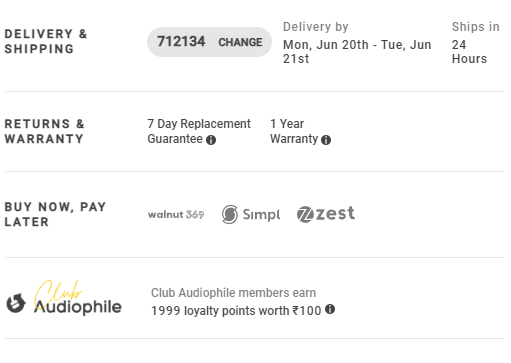 DELIVERY &
SHIPPING
712134 CHANGE
Delivery by
Mon, Jun 20th - Tue, Jun
21st
Ships in
24
Hours
RETURNS &
WARRANTY
7 Day Replacement
Guarantee
1 Year
Warranty
BUY NOW, PAY
LATER
walnut 369
Simpl
zest
Club
Audiophile
Club Audiophile members earn
1999 loyalty points worth ₹100